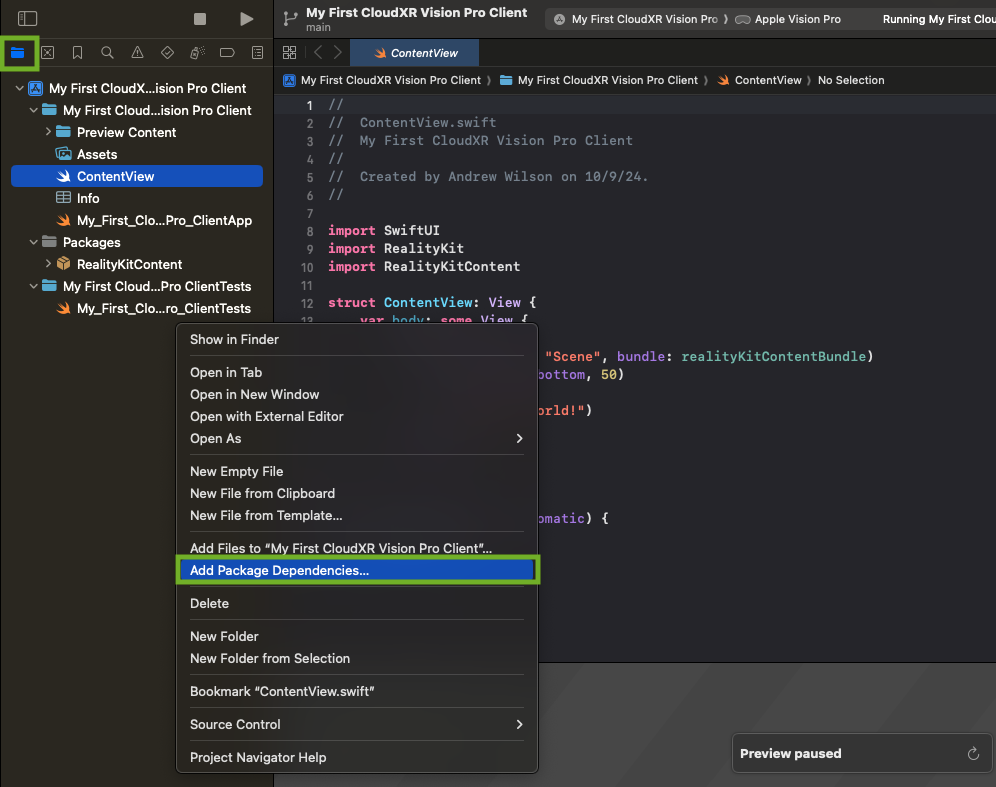 My First CloudXR Vision Pro Client
main
My First CloudXR Vision Pro
Apple Vision Pro
Running My First Clou
ContentView
My First CloudXR Vision Pro Client
My First CloudXR Vision Pro Client
ContentView
No Selection
My First CloudX...ision Pro Client
My First Cloud...ision Pro Client
Preview Content
Assets
ContentView
Info
My_First_Clo...Pro_ClientApp
Packages
RealityKitContent
My First Cloud...Pro ClientTests
My_First_Clo...ro_ClientTests
1 //
2 // ContentView.swift
3 // My First CloudXR Vision Pro Client
4 //
5 // Created by Andrew Wilson on 10/9/24.
6 //
7
8 import SwiftUI
9 import RealityKit
10 import RealityKitContent
11
12 struct ContentView: View {
13 var body: some View {
"Scene", bundle: realityKitContentBundle)
bottom, 50)
orld!")
omatic) {
Show in Finder
Open in Tab
Open in New Window
Open with External Editor
Open As
New Empty File
New File from Clipboard
New File from Template...
Add Files to “My First CloudXR Vision Pro Client”...
Add Package Dependencies...
Delete
New Folder
New Folder from Selection
Bookmark “ContentView.swift”
Source Control
Project Navigator Help
Preview paused